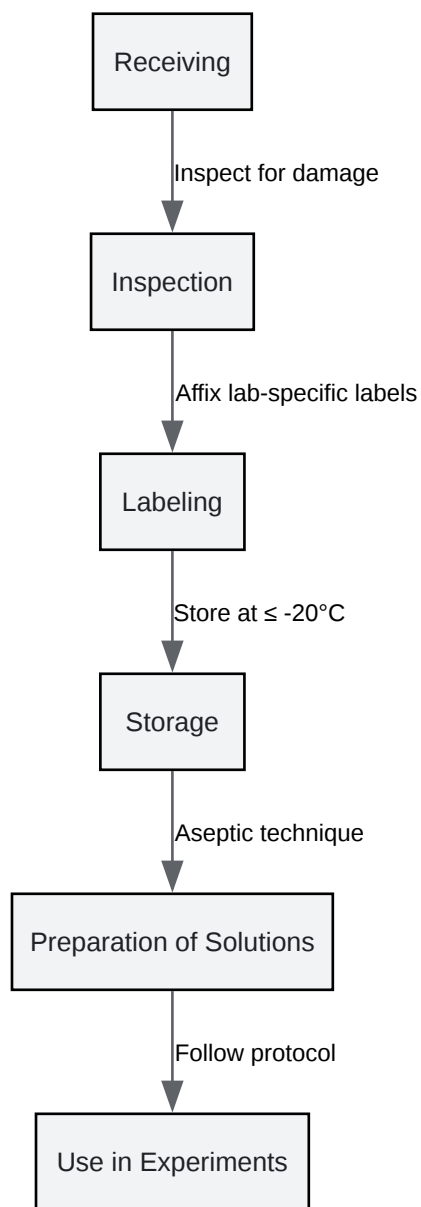 Receiving
Inspect for damage
Inspection
Affix lab-specific labels
Labeling
Store at ≤ -20°C
Storage
Aseptic technique
Preparation of Solutions
Follow protocol
Use in Experiments